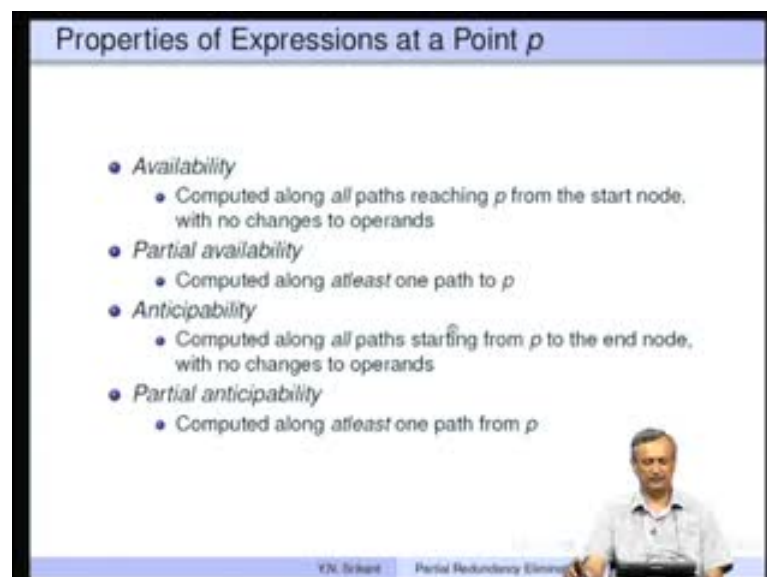 Properties of Expressions at a Point p
Availability
Computed along all paths reaching p from the start node,
with no changes to operands
Partial availability
Computed along atleast one path to p
Anticipability
Computed along all paths starting from p to the end node,
with no changes to operands
Partial anticipability
Computed along atleast one path from p
Y.N. Srikant Partial Redundancy